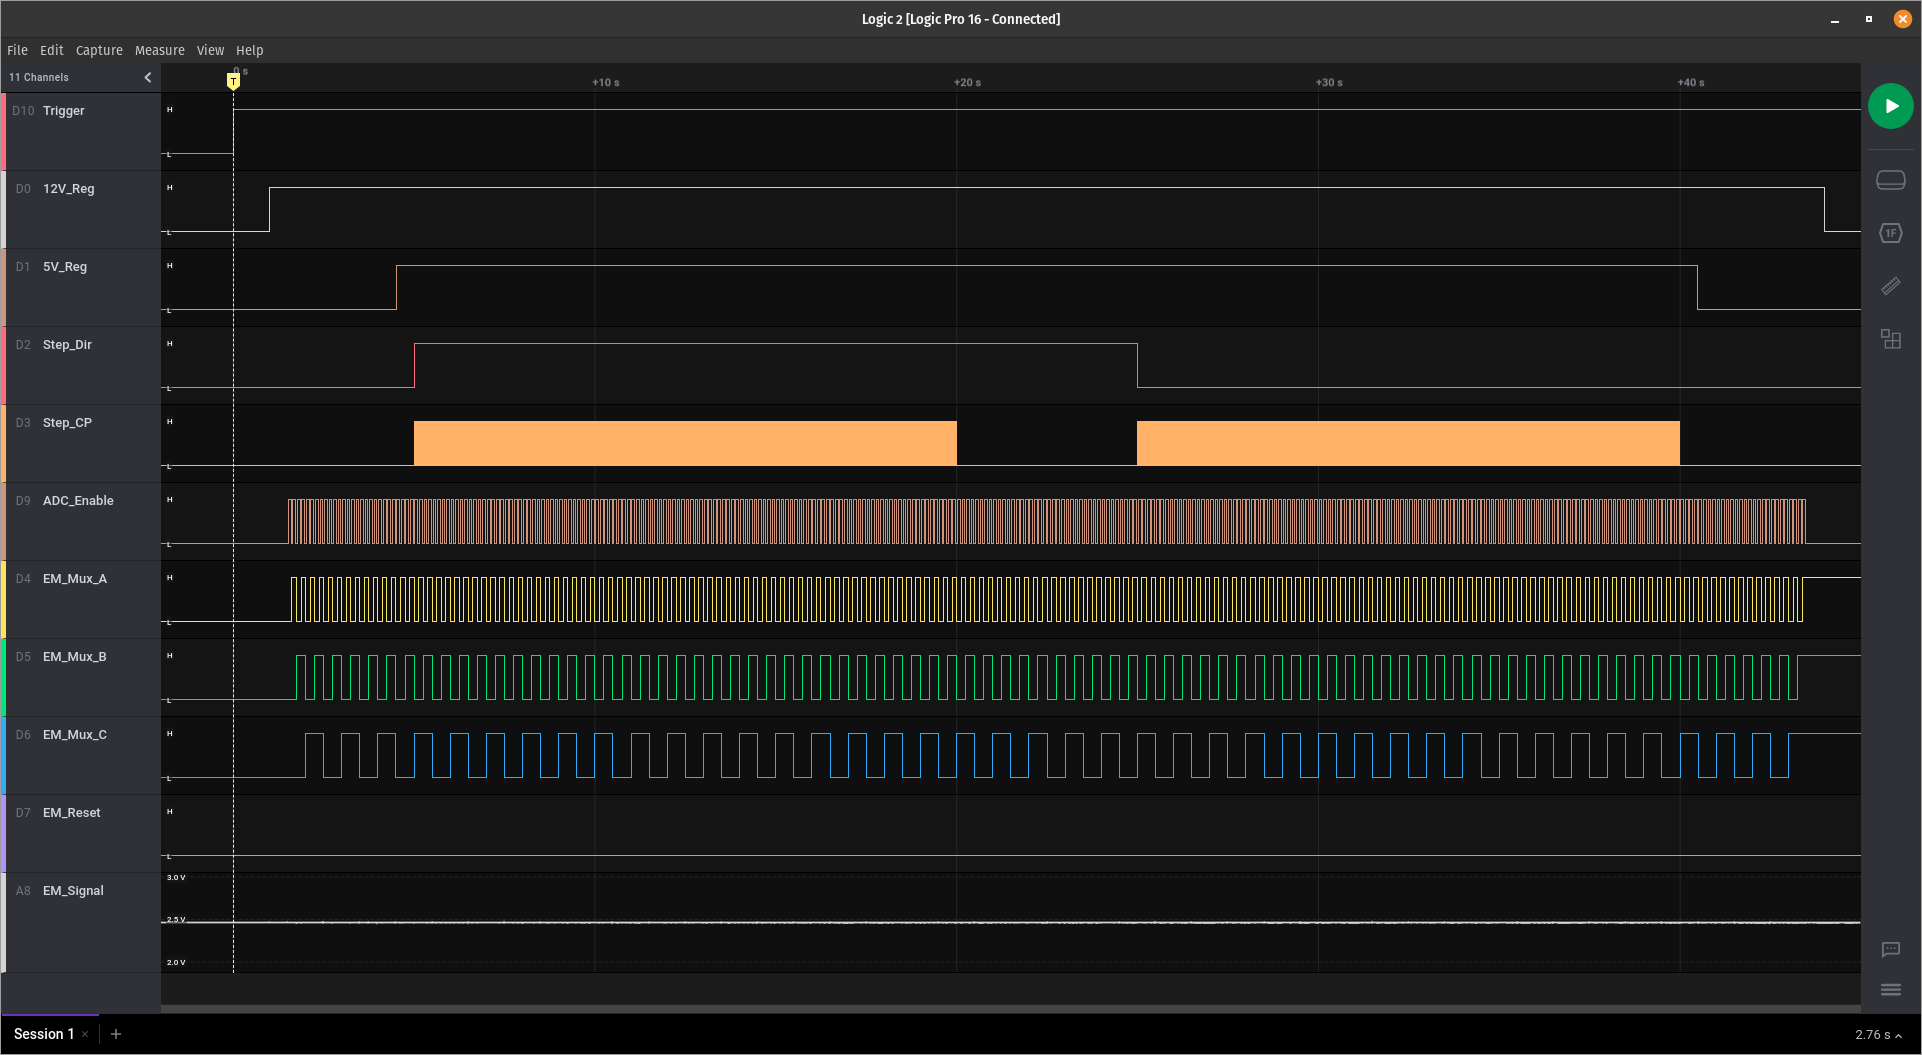 Logic 2 [Logic Pro 16 - Connected]
File Edit Capture Measure View Help
11 Channels
0 s
T
+10 s +20 s +30 s +40 s
D10 Trigger H
L
D0 12V_Reg H
L
D1 5V_Reg H
L
D2 Step_Dir H
L
D3 Step_CP H
L
D9 ADC_Enable H
L
D4 EM_Mux_A H
L
D5 EM_Mux_B H
L
D6 EM_Mux_C H
L
D7 EM_Reset H
L
3.0 V
A8 EM_Signal
2.5 V
2.0 V
1F
Session 1
2.76 s